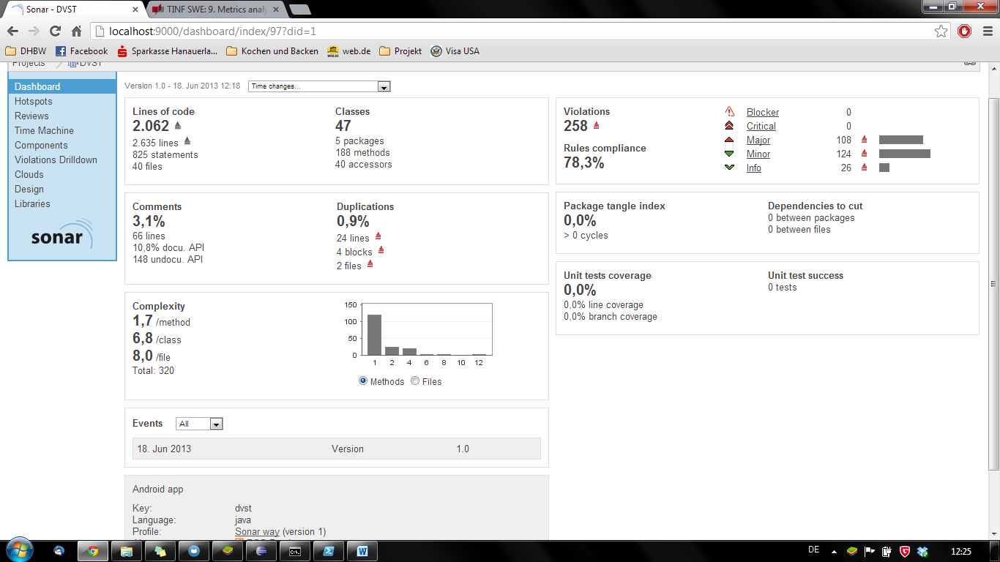 Sonar - DVST
TINF SWE: 9. Metrics analy
localhost:9000/dashboard/index/97?did=1
DHBW
Facebook
Sparkasse Hanauerla...
Kochen und Backen
web.de
Projekt
Visa USA
Projects
DVST
Dashboard
Hotspots
Reviews
Time Machine
Components
Violations Drilldown
Clouds
Design
Libraries
sonar
Version 1.0 - 18. Jun 2013 12:18
Time changes...
Lines of code
2.062
2.635 lines
825 statements
40 files
Classes
47
5 packages
188 methods
40 accessors
Comments
3,1%
66 lines
10,8% docu. API
148 undocu. API
Duplications
0,9%
24 lines
4 blocks
2 files
Complexity
1,7 /method
6,8 /class
8,0 /file
Total: 320
150
100
50
0
1 2 4 6 8 10 12
Methods Files
Events All
18. Jun 2013 Version 1.0
Android app
Key: dvst
Language: java
Profile: Sonar way (version 1)
Violations
258
Rules compliance
78,3%
Blocker 0
Critical 0
Major 108
Minor 124
Info 26
Package tangle index
0,0%
> 0 cycles
Dependencies to cut
0 between packages
0 between files
Unit tests coverage
0,0%
0,0% line coverage
0,0% branch coverage
Unit test success
0 tests
DE
12:25